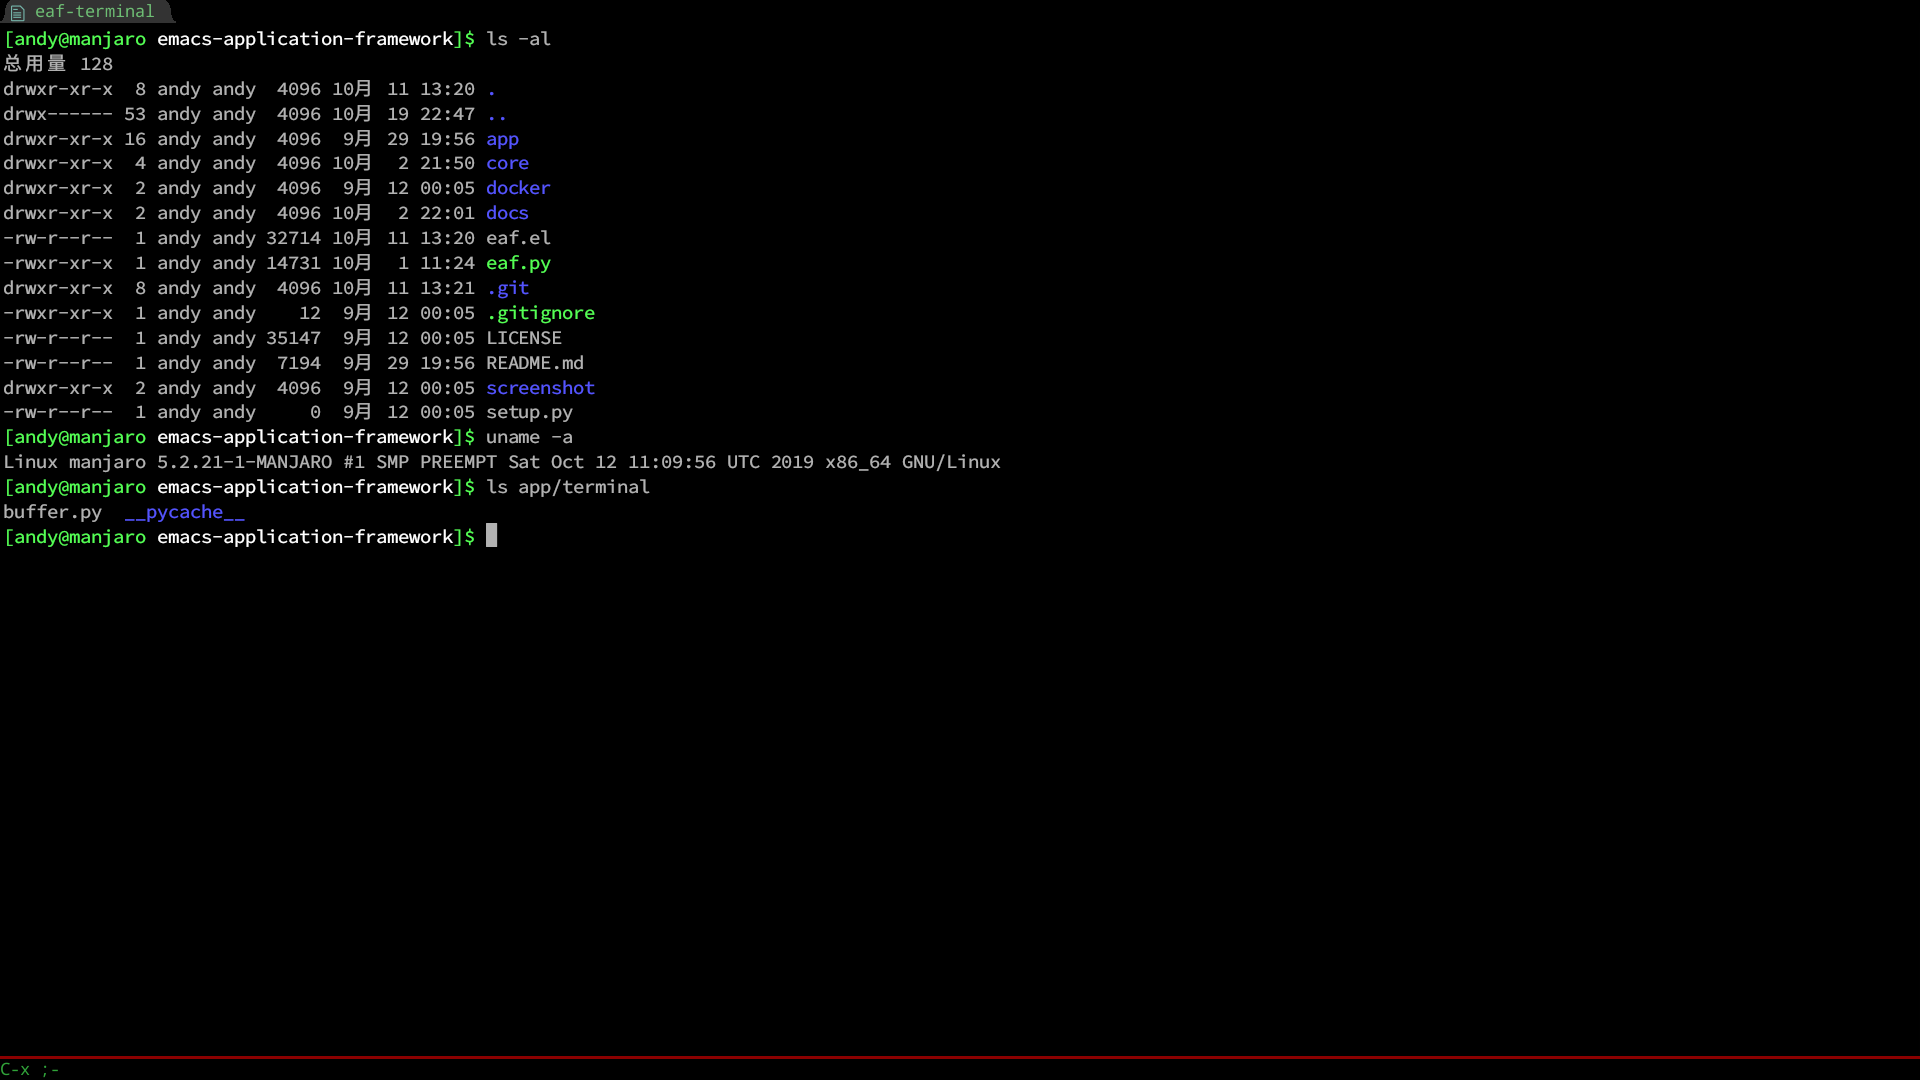 eaf-terminal
[andy@manjaro emacs-application-framework]$ ls -al
总用量 128
drwxr-xr-x  8 andy andy  4096 10月 11 13:20 .
drwx------ 53 andy andy  4096 10月 19 22:47 ..
drwxr-xr-x 16 andy andy  4096  9月 29 19:56 app
drwxr-xr-x  4 andy andy  4096 10月  2 21:50 core
drwxr-xr-x  2 andy andy  4096  9月 12 00:05 docker
drwxr-xr-x  2 andy andy  4096 10月  2 22:01 docs
-rw-r--r--  1 andy andy 32714 10月 11 13:20 eaf.el
-rwxr-xr-x  1 andy andy 14731 10月  1 11:24 eaf.py
drwxr-xr-x  8 andy andy  4096 10月 11 13:21 .git
-rwxr-xr-x  1 andy andy    12  9月 12 00:05 .gitignore
-rw-r--r--  1 andy andy 35147  9月 12 00:05 LICENSE
-rw-r--r--  1 andy andy  7194  9月 29 19:56 README.md
drwxr-xr-x  2 andy andy  4096  9月 12 00:05 screenshot
-rw-r--r--  1 andy andy     0  9月 12 00:05 setup.py
[andy@manjaro emacs-application-framework]$ uname -a
Linux manjaro 5.2.21-1-MANJARO #1 SMP PREEMPT Sat Oct 12 11:09:56 UTC 2019 x86_64 GNU/Linux
[andy@manjaro emacs-application-framework]$ ls app/terminal
buffer.py  __pycache__
[andy@manjaro emacs-application-framework]$
C-x ;-